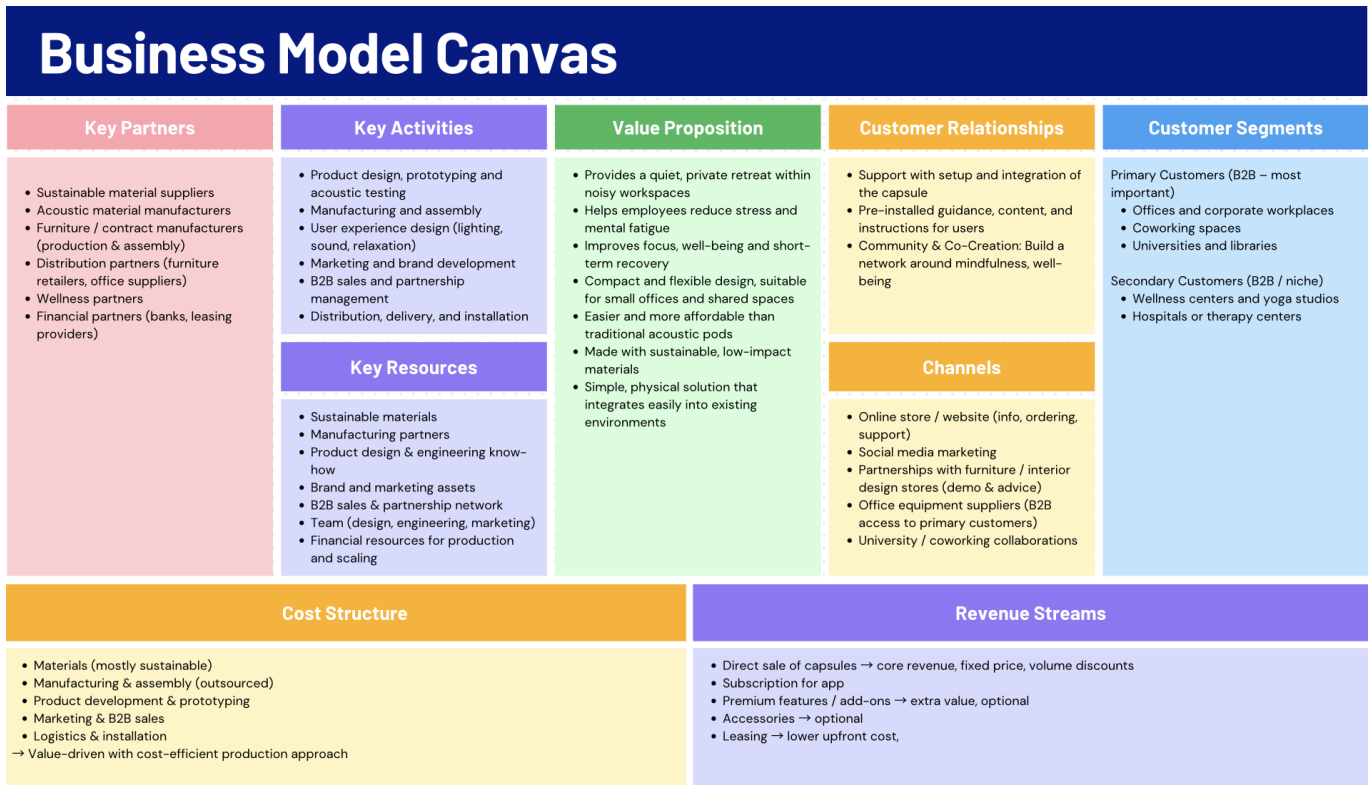 Business Model Canvas
Key Partners
Sustainable material suppliers
Acoustic material manufacturers
Furniture / contract manufacturers
(production & assembly)
Distribution partners (furniture
retailers, office suppliers)
Wellness partners
Financial partners (banks, leasing
providers)
Key Activities
Product design, prototyping and
acoustic testing
Manufacturing and assembly
User experience design (lighting,
sound, relaxation)
Marketing and brand development
B2B sales and partnership
management
Distribution, delivery, and installation
Key Resources
Sustainable materials
Manufacturing partners
Product design & engineering know-
how
Brand and marketing assets
B2B sales & partnership network
Team (design, engineering, marketing)
Financial resources for production
and scaling
Value Proposition
Provides a quiet, private retreat within
noisy workspaces
Helps employees reduce stress and
mental fatigue
Improves focus, well-being and short-
term recovery
Compact and flexible design, suitable
for small offices and shared spaces
Easier and more affordable than
traditional acoustic pods
Made with sustainable, low-impact
materials
Simple, physical solution that
integrates easily into existing
environments
Customer Relationships
Support with setup and integration of
the capsule
Pre-installed guidance, content, and
instructions for users
Community & Co-Creation: Build a
network around mindfulness, well-
being
Channels
Online store / website (info, ordering,
support)
Social media marketing
Partnerships with furniture / interior
design stores (demo & advice)
Office equipment suppliers (B2B
access to primary customers)
University / coworking collaborations
Customer Segments
Primary Customers (B2B – most
important)
Offices and corporate workplaces
Coworking spaces
Universities and libraries
Secondary Customers (B2B / niche)
Wellness centers and yoga studios
Hospitals or therapy centers
Cost Structure
Materials (mostly sustainable)
Manufacturing & assembly (outsourced)
Product development & prototyping
Marketing & B2B sales
Logistics & installation
→ Value-driven with cost-efficient production approach
Revenue Streams
Direct sale of capsules → core revenue, fixed price, volume discounts
Subscription for app
Premium features / add-ons → extra value, optional
Accessories → optional
Leasing → lower upfront cost,